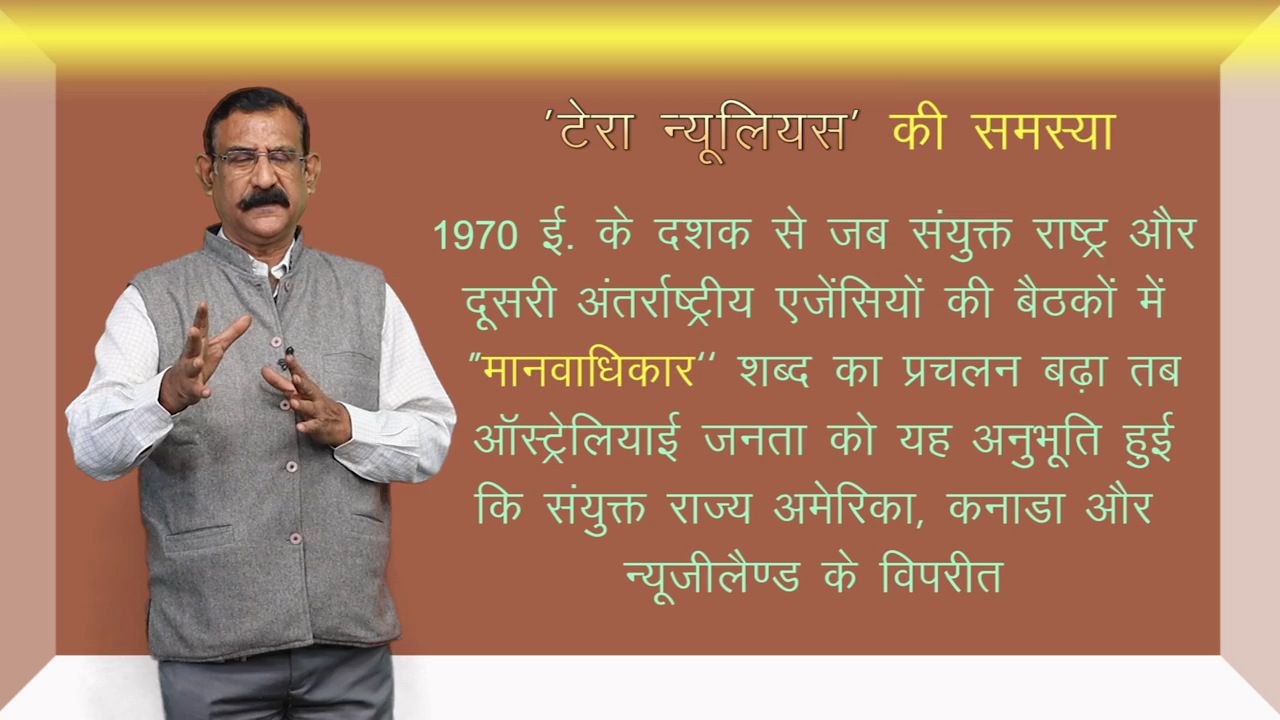 'टेरा न्यूलियस' की समस्या
1970 ई. के दशक से जब संयुक्त राष्ट्र और
दूसरी अंतर्राष्ट्रीय एजेंसियों की बैठकों में
"मानवाधिकार‘‘ शब्द का प्रचलन बढ़ा तब
ऑस्ट्रेलियाई जनता को यह अनुभूति हुई
कि संयुक्त राज्य अमेरिका, कनाडा और
न्यूजीलैण्ड के विपरीत